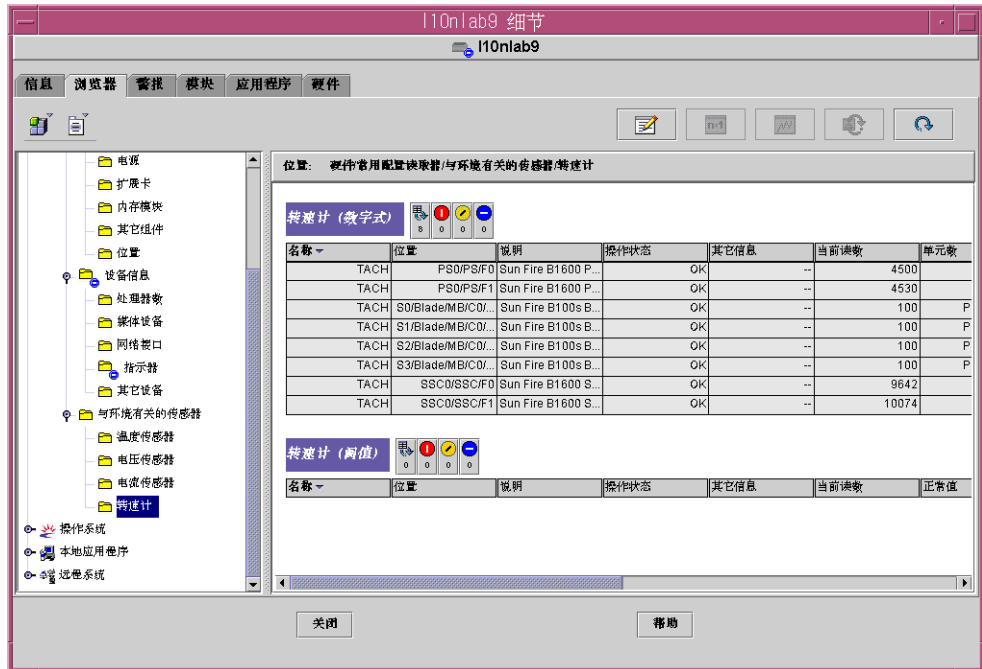 l10nlab9 细节
l10nlab9
信息 浏览器 警报 模块 应用程序 硬件
n=1
电源
扩展卡
内存模块
其它组件
位置
设备信息
处理器数
媒体设备
网络接口
指示器
其它设备
与环境有关的传感器
温度传感器
电压传感器
电流传感器
转速计
操作系统
本地应用程序
远程系统
位置: 硬件/常用配置读取器/与环境有关的传感器/转速计
转速计 (数字式) 8 0 0 0
名称 位置 说明 操作状态 其它信息 当前读数 单元数
TACH PS0/PS/F0 Sun Fire B1600 P... OK -- 4500
TACH PS0/PS/F1 Sun Fire B1600 P... OK -- 4530
TACH S0/Blade/MB/C0/... Sun Fire B100s B... OK -- 100 P
TACH S1/Blade/MB/C0/... Sun Fire B100s B... OK -- 100 P
TACH S2/Blade/MB/C0/... Sun Fire B100s B... OK -- 100 P
TACH S3/Blade/MB/C0/... Sun Fire B100s B... OK -- 100 P
TACH SSC0/SSC/F0 Sun Fire B1600 S... OK -- 9642
TACH SSC0/SSC/F1 Sun Fire B1600 S... OK -- 10074
转速计 (阈值) 0 0 0 0
名称 位置 说明 操作状态 其它信息 当前读数 正常值
关闭 帮助